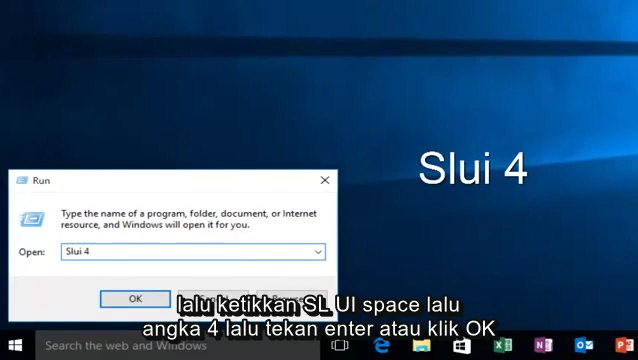 Slui 4
Run
Type the name of a program, folder, document, or Internet
resource, and Windows will open it for you.
Open:
Slui 4
OK
lalu ketikkan SL UI space lalu
angka 4 lalu tekan enter atau klik OK
Search the web and Windows